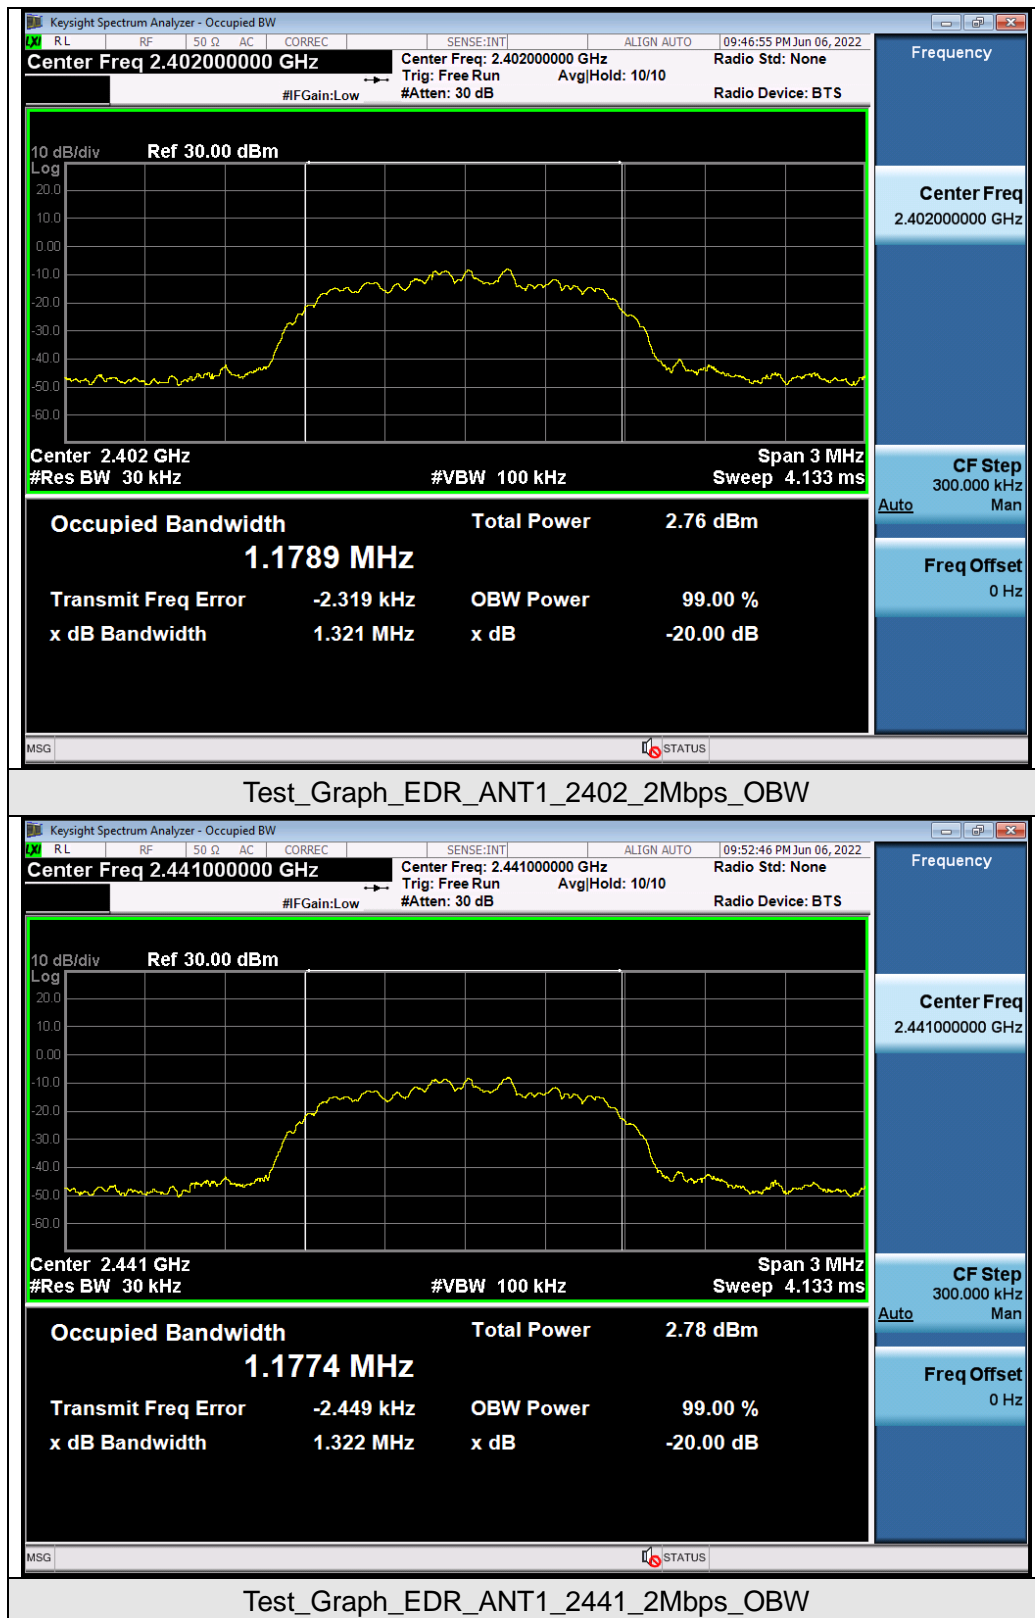 Keysight Spectrum Analyzer - Occupied BW
LXI RL RF 50 Ω AC CORREC SENSE:INT ALIGN AUTO 09:46:55 PM Jun 06, 2022
Center Freq 2.402000000 GHz
Center Freq: 2.402000000 GHz
Radio Std: None
Trig: Free Run Avg|Hold: 10/10
#IFGain:Low
#Atten: 30 dB
Radio Device: BTS
Frequency
10 dB/div Ref 30.00 dBm
Log
20.0
10.0
0.00
-10.0
-20.0
-30.0
-40.0
-50.0
-60.0
Center 2.402 GHz Span 3 MHz
#Res BW 30 kHz #VBW 100 kHz Sweep 4.133 ms
Center Freq
2.402000000 GHz
CF Step
300.000 kHz
Auto Man
Freq Offset
0 Hz
Occupied Bandwidth Total Power 2.76 dBm
1.1789 MHz
Transmit Freq Error -2.319 kHz OBW Power 99.00 %
x dB Bandwidth 1.321 MHz x dB -20.00 dB
MSG STATUS
Test_Graph_EDR_ANT1_2402_2Mbps_OBW
Keysight Spectrum Analyzer - Occupied BW
LXI RL RF 50 Ω AC CORREC SENSE:INT ALIGN AUTO 09:52:46 PM Jun 06, 2022
Center Freq 2.441000000 GHz
Center Freq: 2.441000000 GHz
Radio Std: None
Trig: Free Run Avg|Hold: 10/10
#IFGain:Low
#Atten: 30 dB
Radio Device: BTS
Frequency
10 dB/div Ref 30.00 dBm
Log
20.0
10.0
0.00
-10.0
-20.0
-30.0
-40.0
-50.0
-60.0
Center 2.441 GHz Span 3 MHz
#Res BW 30 kHz #VBW 100 kHz Sweep 4.133 ms
Center Freq
2.441000000 GHz
CF Step
300.000 kHz
Auto Man
Freq Offset
0 Hz
Occupied Bandwidth Total Power 2.78 dBm
1.1774 MHz
Transmit Freq Error -2.449 kHz OBW Power 99.00 %
x dB Bandwidth 1.322 MHz x dB -20.00 dB
MSG STATUS
Test_Graph_EDR_ANT1_2441_2Mbps_OBW